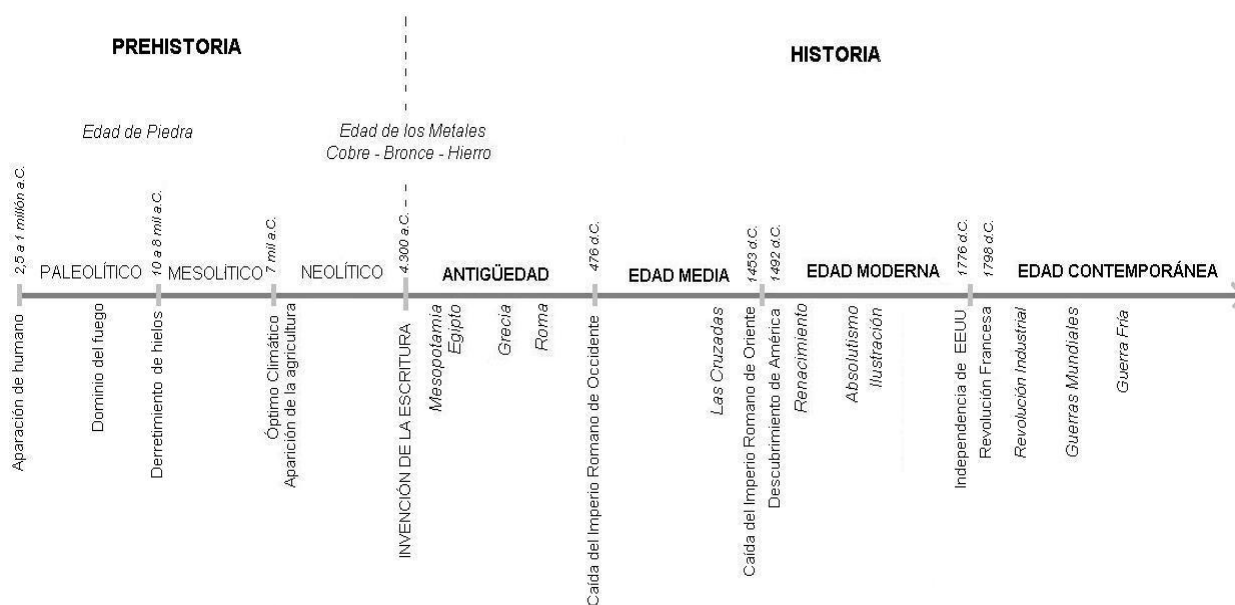 PREHISTORIA
HISTORIA
Edad de Piedra
Edad de los Metales
Cobre - Bronce - Hierro
2,5 a 1 millón a.C.
10 a 8 mil a.C.
7 mil a.C.
4.300 a.C.
476 d.C.
1453 d.C.
1492 d.C.
1776 d.C.
1798 d.C.
PALEOLÍTICO
MESOLÍTICO
NEOLÍTICO
ANTIGÜEDAD
EDAD MEDIA
EDAD MODERNA
EDAD CONTEMPORÁNEA
Aparación de humano
Dominio del fuego
Derretimiento de hielos
Óptimo Climático
Aparición de la agricultura
INVENCIÓN DE LA ESCRITURA
Mesopotamia
Egipto
Grecia
Roma
Caída del Imperio Romano de Occidente
Las Cruzadas
Caída del Imperio Romano de Oriente
Descubrimiento de América
Renacimiento
Absolutismo
Ilustración
Independencia de EEUU
Revolución Francesa
Revolución Industrial
Guerras Mundiales
Guerra Fría